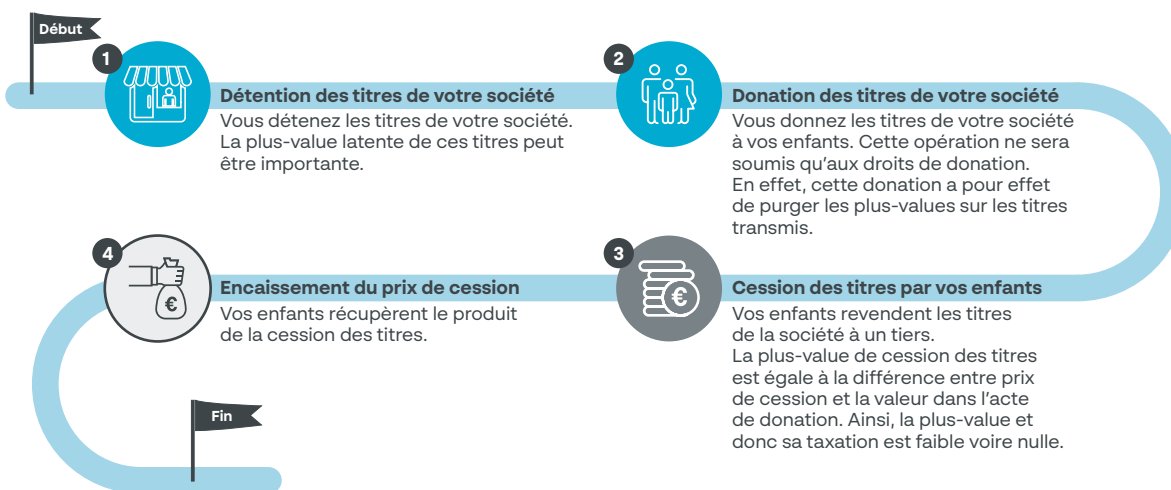 Début
1
Détention des titres de votre société
Vous détenez les titres de votre société.
La plus-value latente de ces titres peut
être importante.
2
Donation des titres de votre société
Vous donnez les titres de votre société
à vos enfants. Cette opération ne sera
soumis qu’aux droits de donation.
En effet, cette donation a pour effet
de purger les plus-values sur les titres
transmis.
3
€
Cession des titres par vos enfants
Vos enfants revendent les titres
de la société à un tiers.
La plus-value de cession des titres
est égale à la différence entre prix
de cession et la valeur dans l’acte
de donation. Ainsi, la plus-value et
donc sa taxation est faible voire nulle.
4
€
Encaissement du prix de cession
Vos enfants récupèrent le produit
de la cession des titres.
Fin